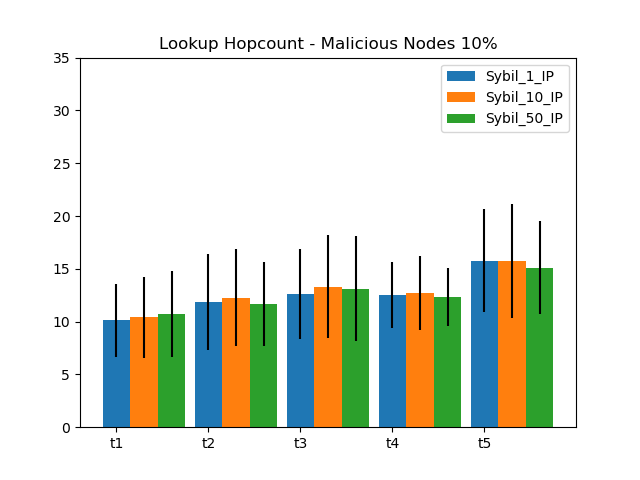 Lookup Hopcount - Malicious Nodes 10%
Sybil_1_IP
Sybil_10_IP
Sybil_50_IP
35
30
25
20
15
10
5
0
t1
t2
t3
t4
t5